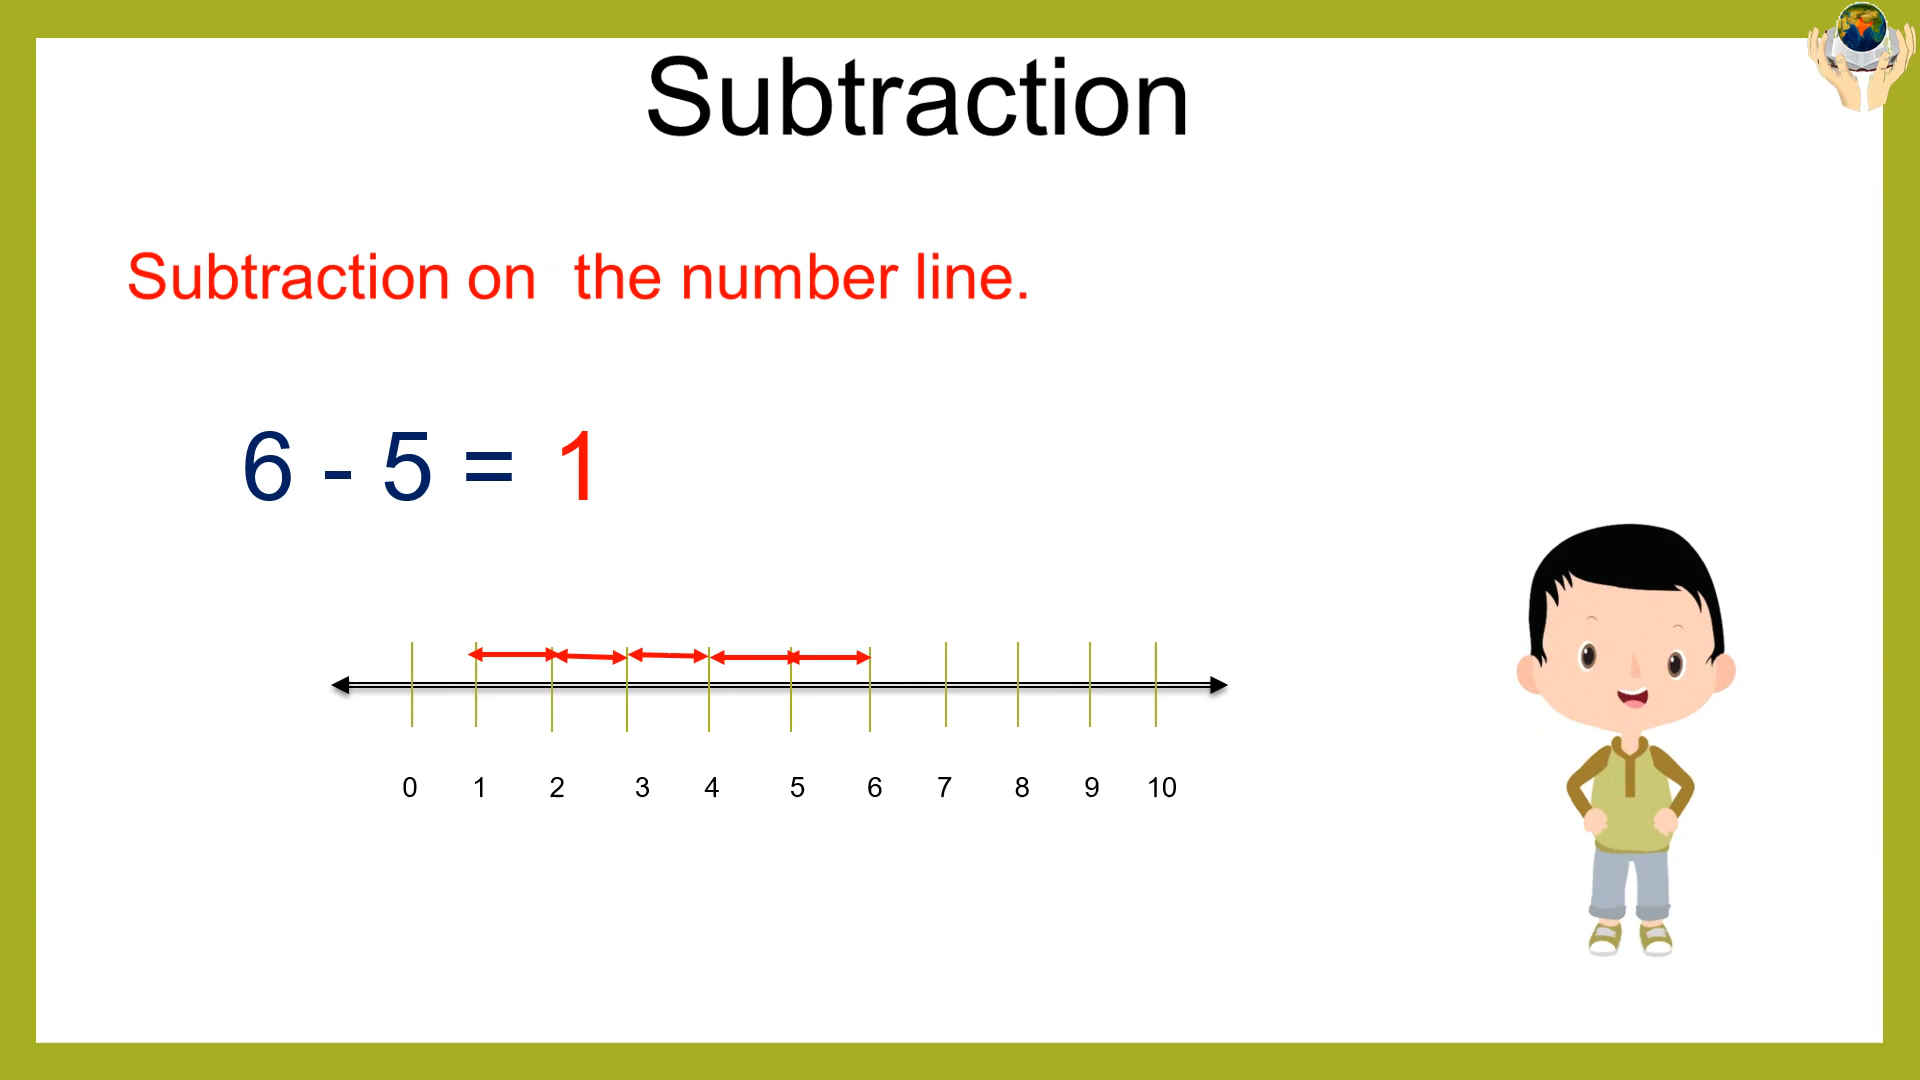 Subtraction
Subtraction on  the number line.
6 - 5 = 1
0 1 2 3 4 5 6 7 8 9 10